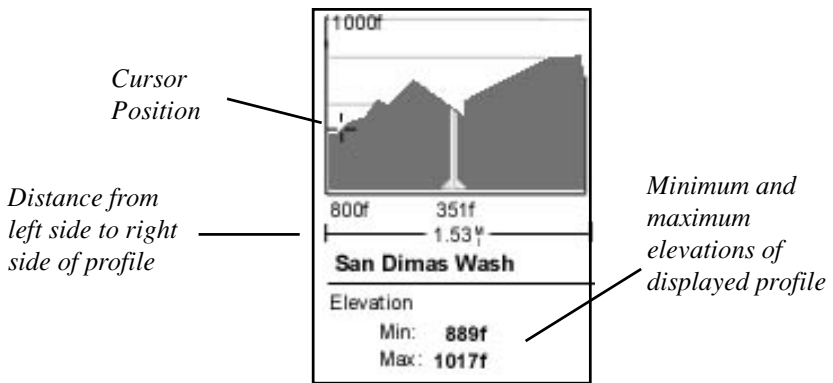 1000f
Cursor
Position
Distance from
left side to right
side of profile
800f 351f
1.53 MI
San Dimas Wash
Elevation
Min: 889f
Max: 1017f
Minimum and
maximum
elevations of
displayed profile